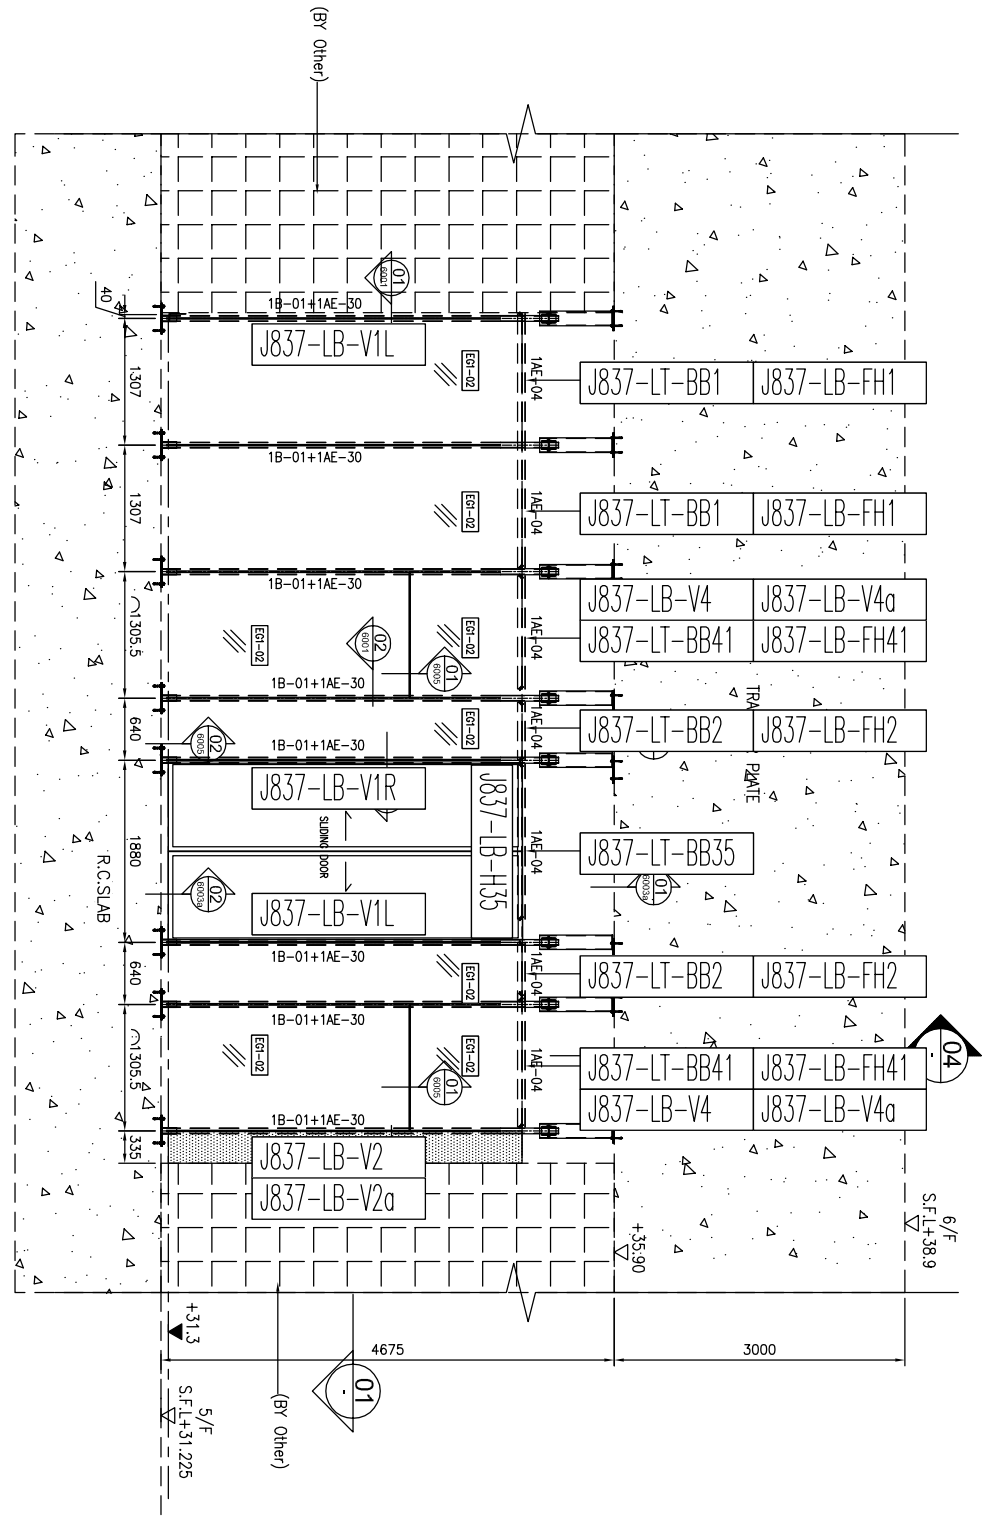 (BY Other)
01
6001
40
1B-01+1AE-30
J837-LB-V1L
EG1-02
1AE-04
J837-LT-BB1 J837-LB-FH1
1307
1B-01+1AE-30
EG1-02
1AE-04
J837-LT-BB1 J837-LB-FH1
1307
1B-01+1AE-30
J837-LB-V4 J837-LB-V4a
J837-LT-BB41 J837-LB-FH41
1305.5
EG1-02
02
6001
EG1-02
01
6005
1AE-04
1B-01+1AE-30
640
02
6005
EG1-02
1AE-04
J837-LT-BB2 J837-LB-FH2
1B-01+1AE-30
J837-LB-V1R
J837-LB-H35
SLIDING DOOR
1880
R.C.SLAB
02
6003a
J837-LB-V1L
1AE-04
J837-LT-BB35
01
6003a
1B-01+1AE-30
640
EG1-02
1AE-04
J837-LT-BB2 J837-LB-FH2
1B-01+1AE-30
1305.5
EG1-02
EG1-02
01
6005
1AE-04
J837-LT-BB41 J837-LB-FH41
J837-LB-V4 J837-LB-V4a
04
-
1B-01+1AE-30
335
J837-LB-V2
J837-LB-V2a
6/F
S.F.L+38.9
+35.90
+31.3
4675
3000
01
-
5/F
S.F.L+31.225
(BY Other)